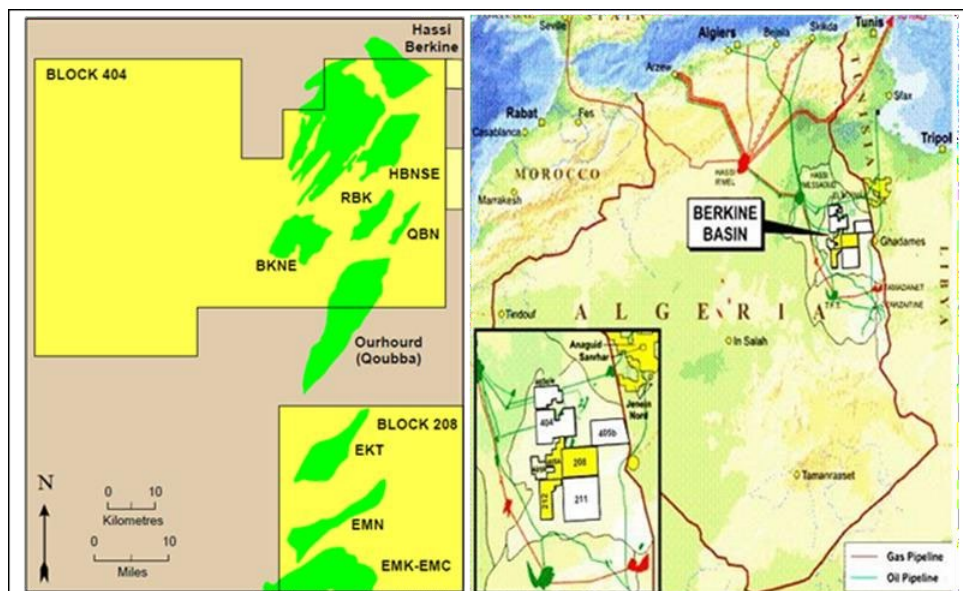 Hassi
Berkine
BLOCK 404
HBNSE
RBK
QBN
BKNE
Ourhourd
(Qoubba)
BLOCK 208
EKT
EMN
EMK-EMC
N
0 10
Kilometres
0 10
Miles
Seville
Algiers
Bejaia
Skikda
Tunis
Arzew
TUNISIA
Sfax
Rabat
Fes
Casablanca
Tripol
MOROCCO
HASSI
R'MEL
HASSI
MESSAOUD
Marrakesh
BERKINE
BASIN
Ghadames
LIBYA
ALGERIA
Tindouf
In Salah
Tamanrasset
Anaguid
Sanrhar
Jenein
Nord
404
405b
208
212
211
Gas Pipeline
Oil Pipeline